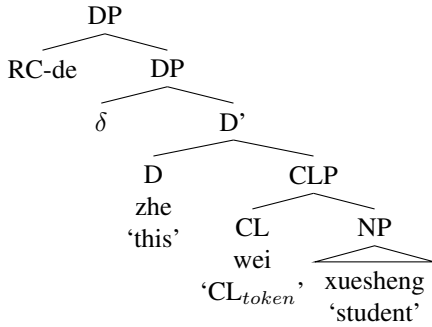 DP
RC-de DP
δ D'
D CLP
zhe
'this'
CL NP
wei
'CL_token'
xuesheng
'student'